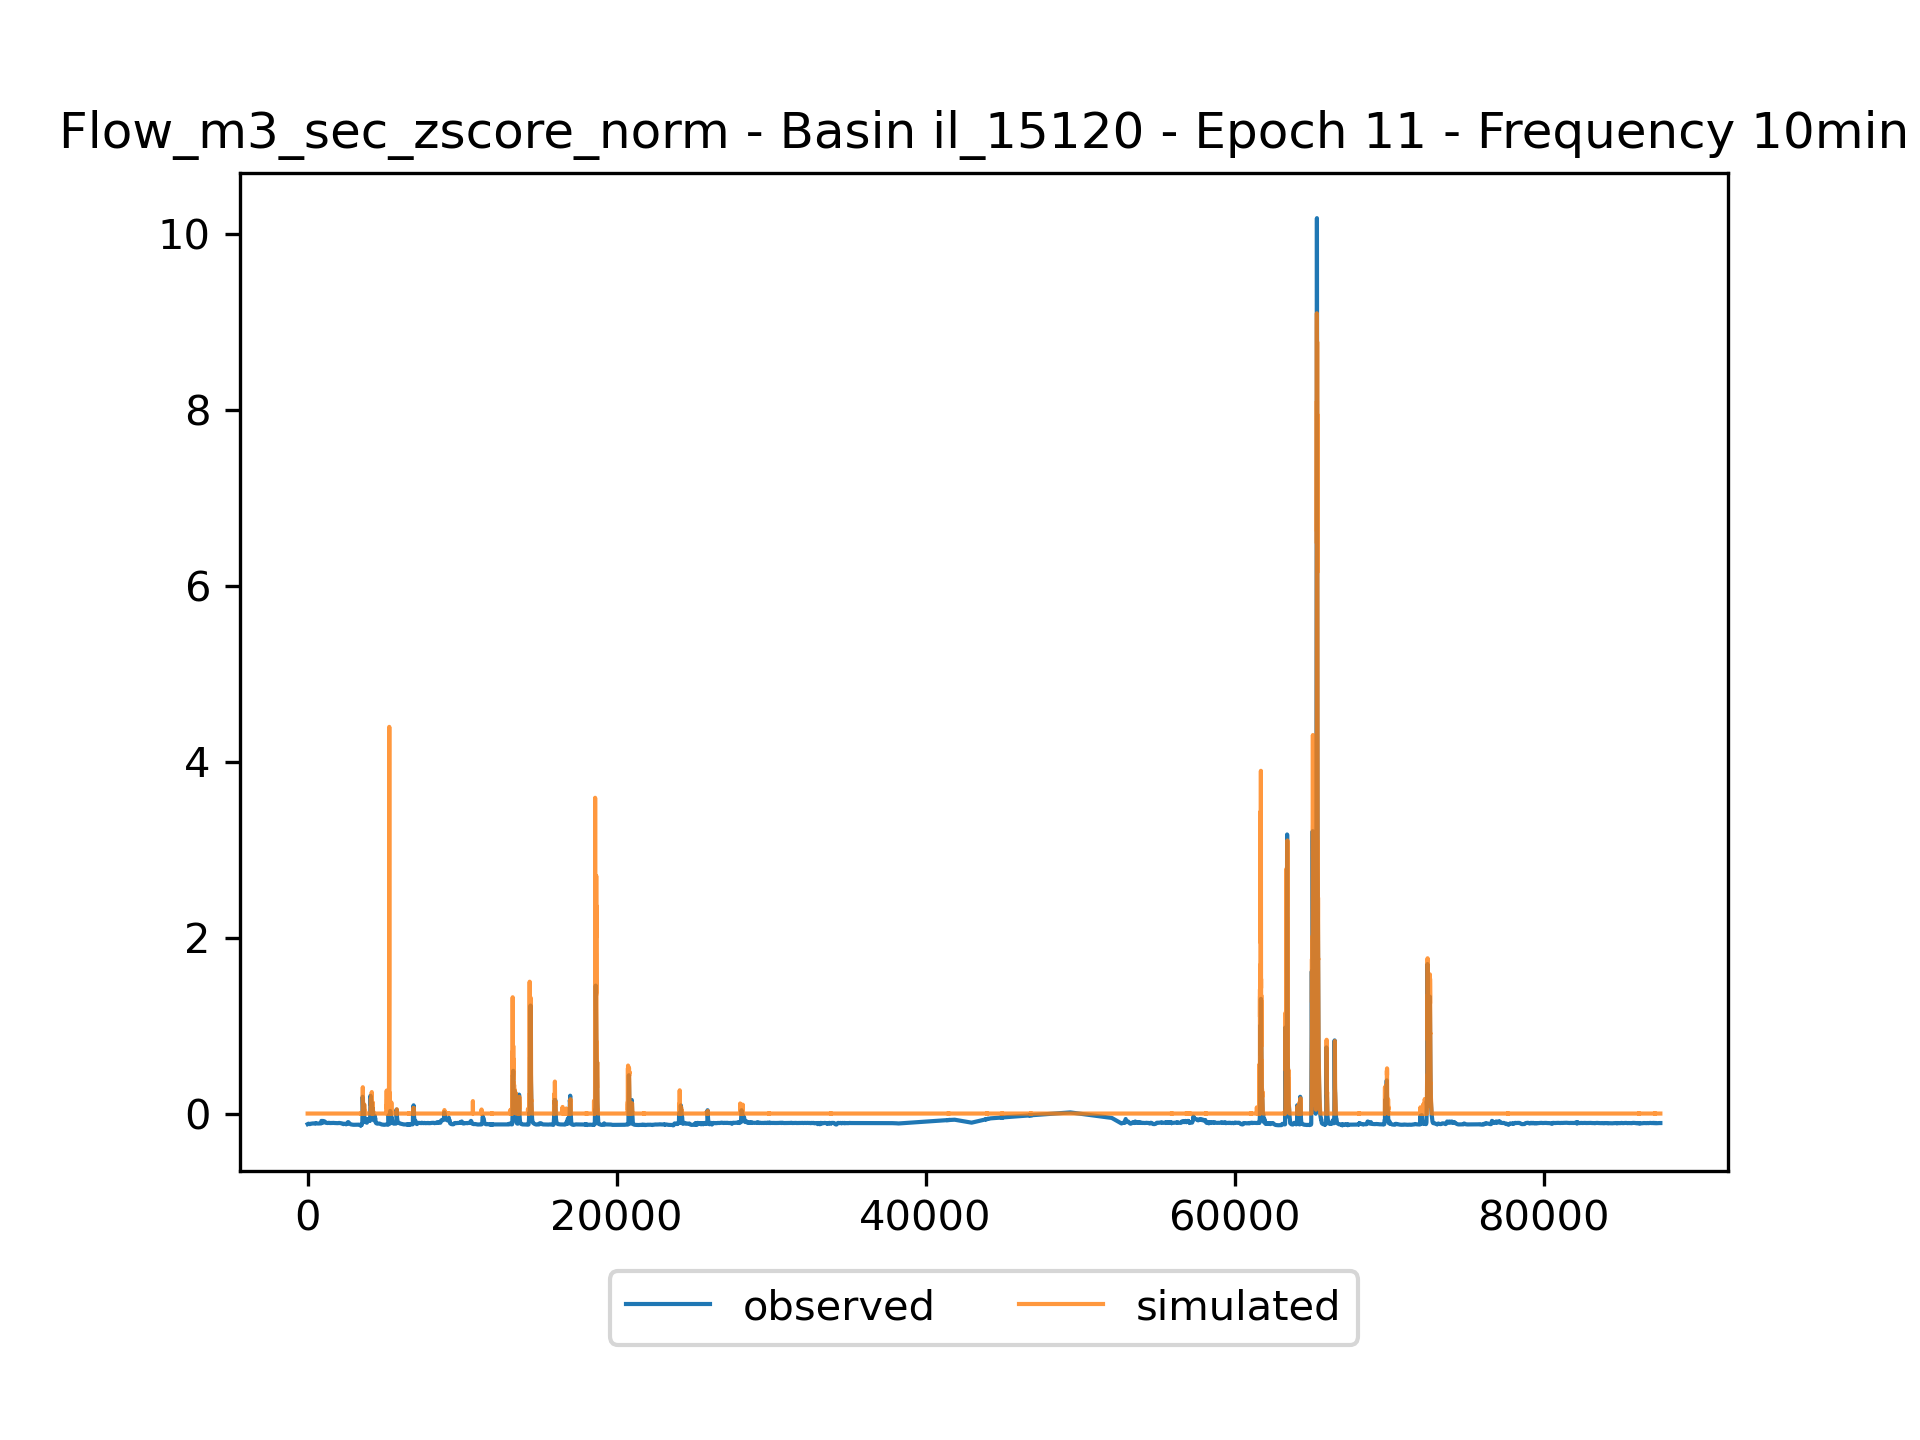 Flow_m3_sec_zscore_norm - Basin il_15120 - Epoch 11 - Frequency 10min
10
8
6
4
2
0
0 20000 40000 60000 80000
observed simulated